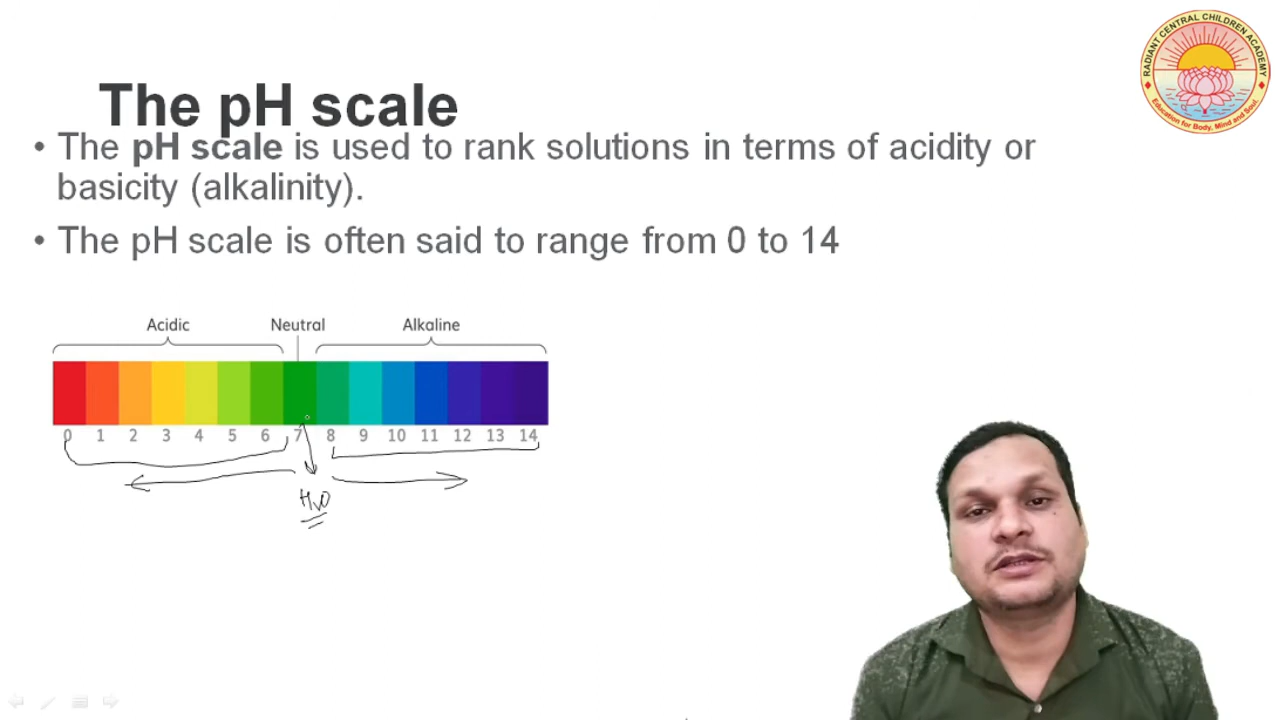 RADIANT CENTRAL CHILDREN ACADEMY
Education for Body, Mind and Soul.
The pH scale
• The pH scale is used to rank solutions in terms of acidity or
basicity (alkalinity).
• The pH scale is often said to range from 0 to 14
Acidic Neutral Alkaline
0 1 2 3 4 5 6 7 8 9 10 11 12 13 14
H₂O